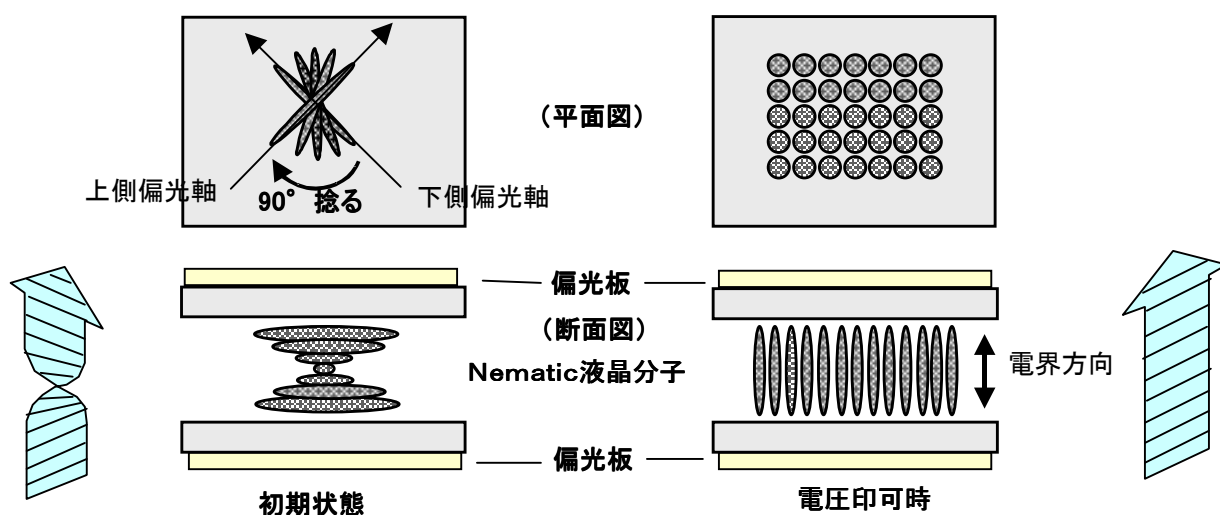 (平面図)
上側偏光軸
下側偏光軸
90° 捻る
偏光板
(断面図)
Nematic液晶分子
電界方向
偏光板
初期状態
電圧印可時